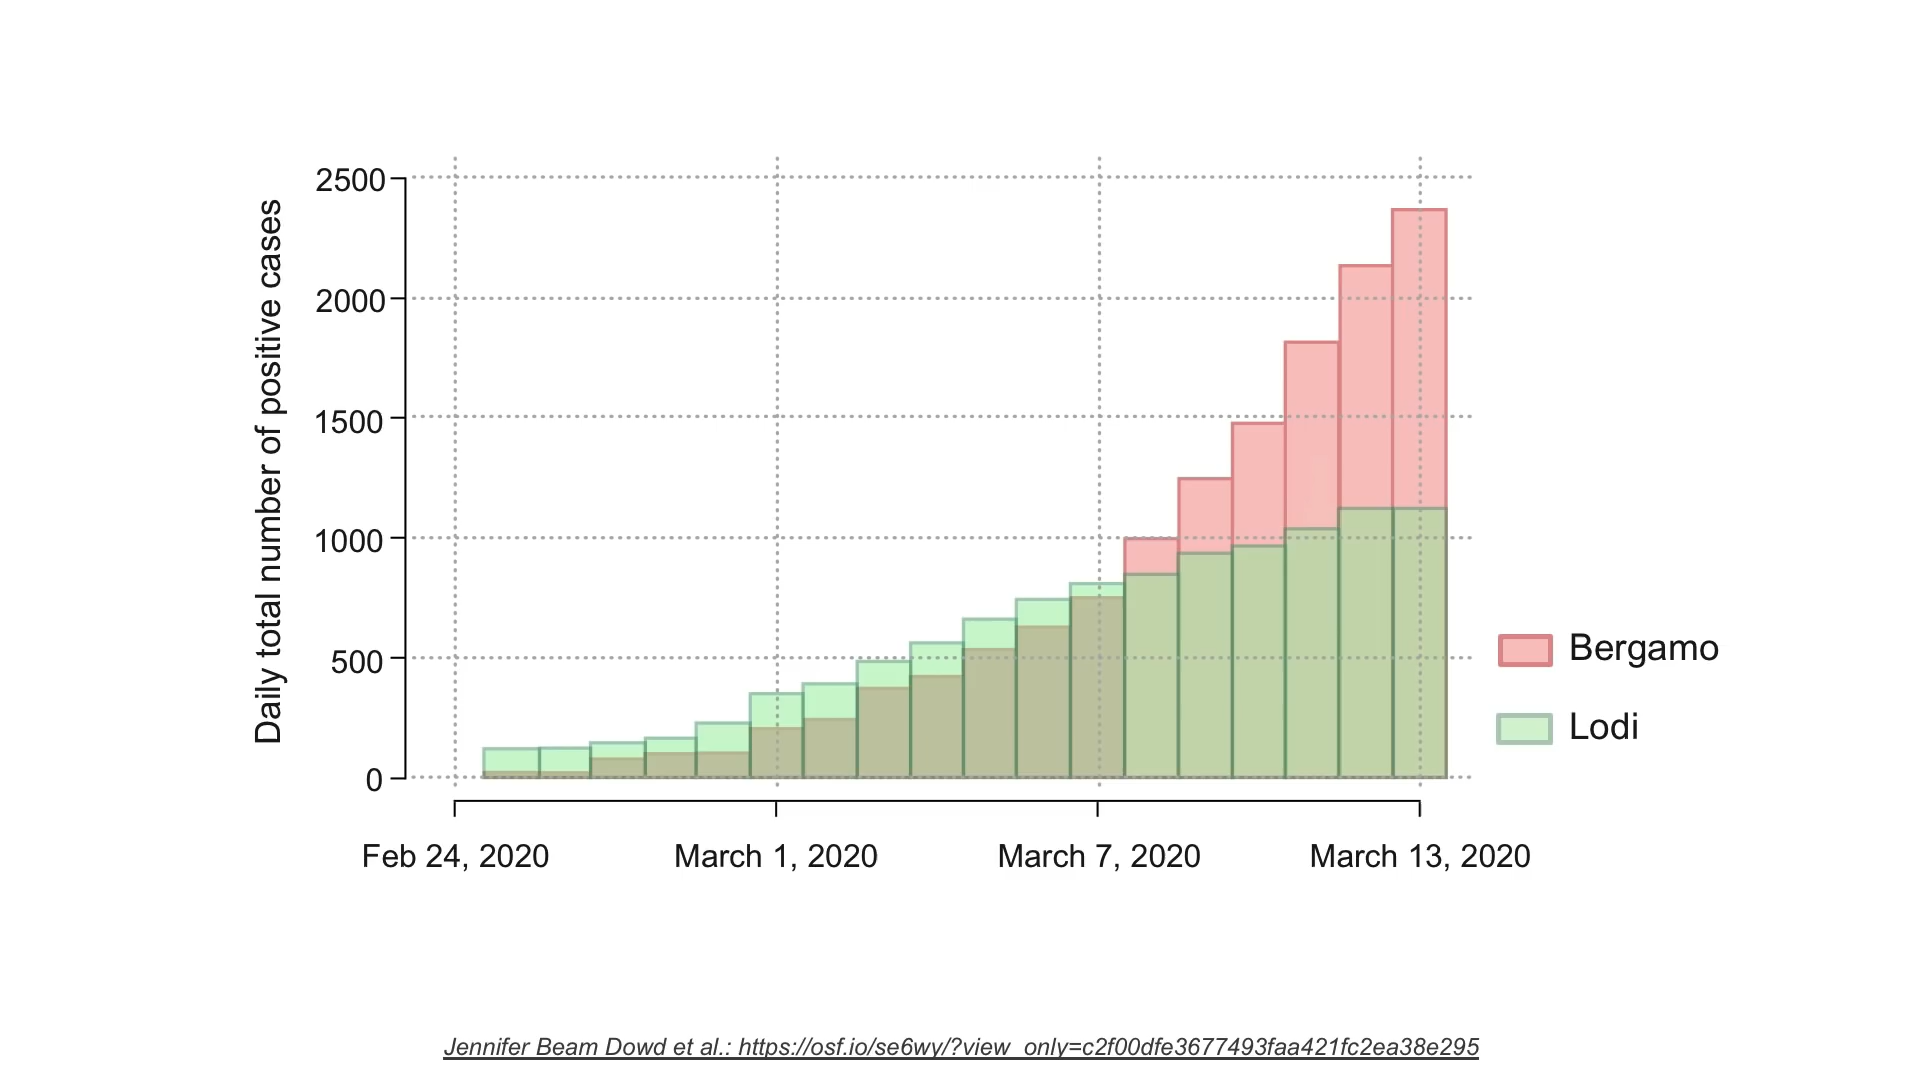 Daily total number of positive cases
2500
2000
1500
1000
500
0
Feb 24, 2020
March 1, 2020
March 7, 2020
March 13, 2020
Bergamo
Lodi
Jennifer Beam Dowd et al.: https://osf.io/se6wy/?view_only=c2f00dfe3677493faa421fc2ea38e295